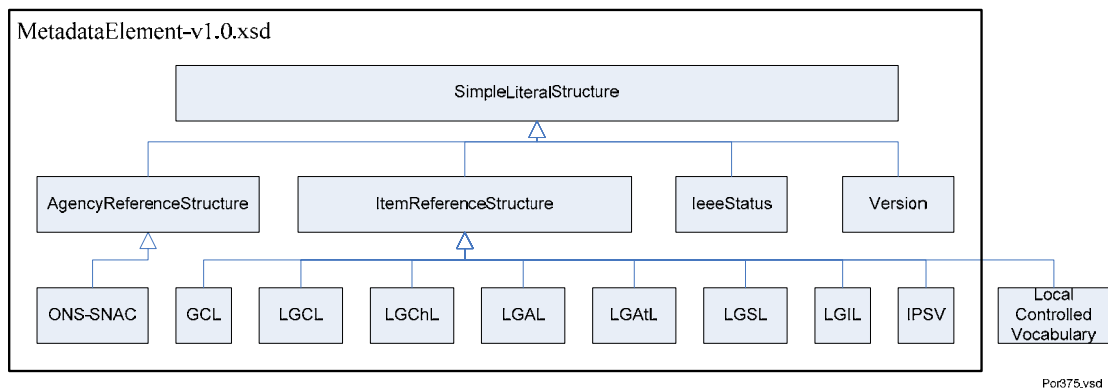 MetadataElement-v1.0.xsd
SimpleLiteralStructure
AgencyReferenceStructure
ItemReferenceStructure
IeeeStatus
Version
ONS-SNAC
GCL
LGCL
LGChL
LGAL
LGAtL
LGSL
LGIL
IPSV
Local
Controlled
Vocabulary
Por375.vsd